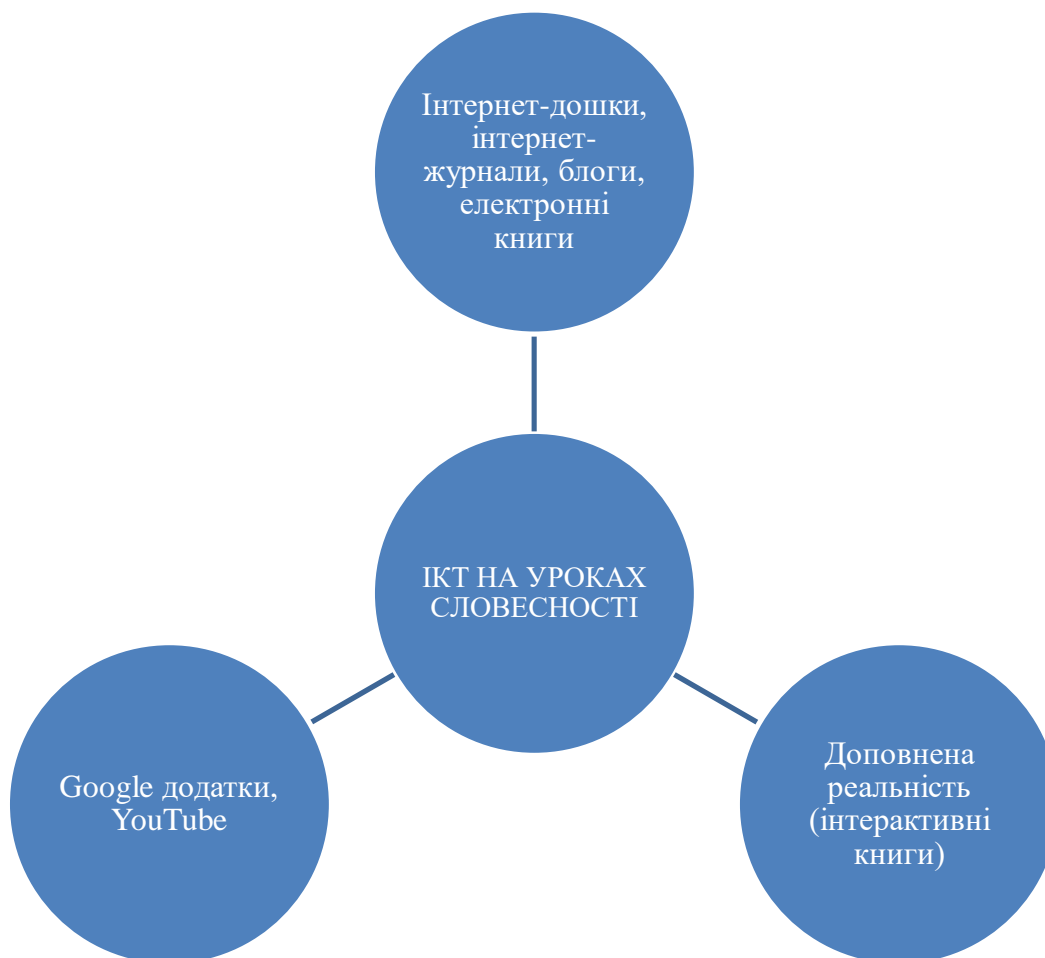 Інтернет-дошки,
інтернет-
журнали, блоги,
електронні
книги
ІКТ НА УРОКАХ
СЛОВЕСНОСТІ
Google додатки,
YouTube
Доповнена
реальність
(інтерактивні
книги)